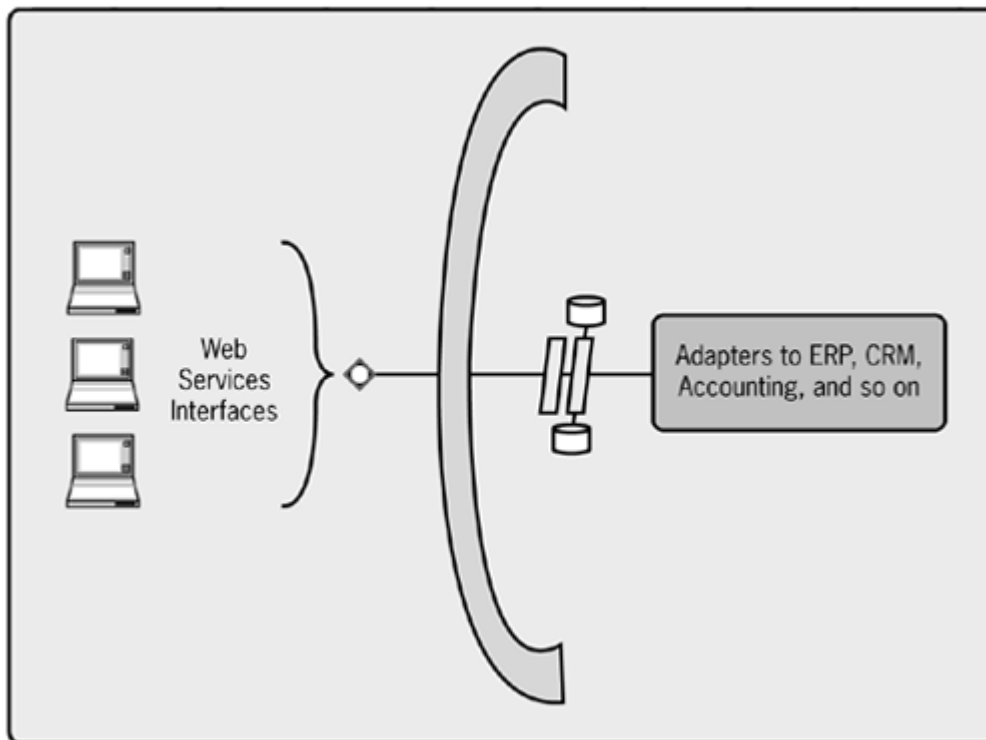 Web
Services
Interfaces
Adapters to ERP, CRM,
Accounting, and so on